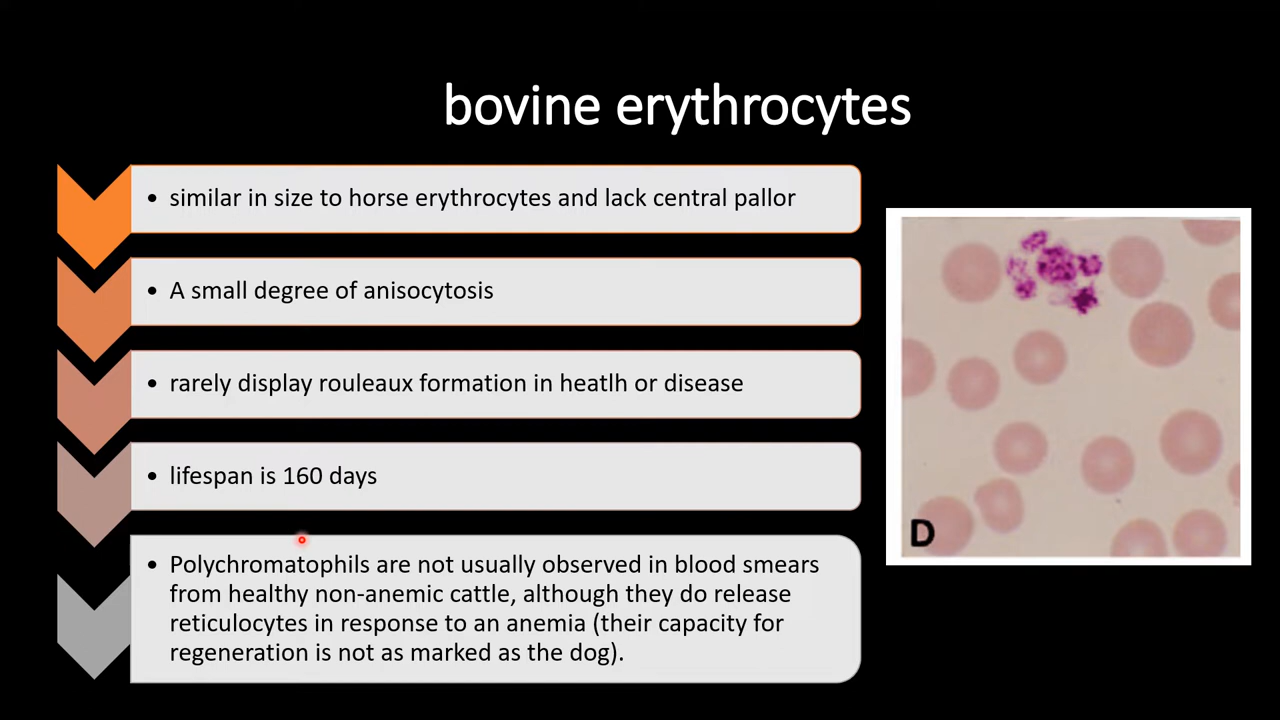 bovine erythrocytes
• similar in size to horse erythrocytes and lack central pallor
• A small degree of anisocytosis
• rarely display rouleaux formation in heatlh or disease
• lifespan is 160 days
• Polychromatophils are not usually observed in blood smears
from healthy non-anemic cattle, although they do release
reticulocytes in response to an anemia (their capacity for
regeneration is not as marked as the dog).
D